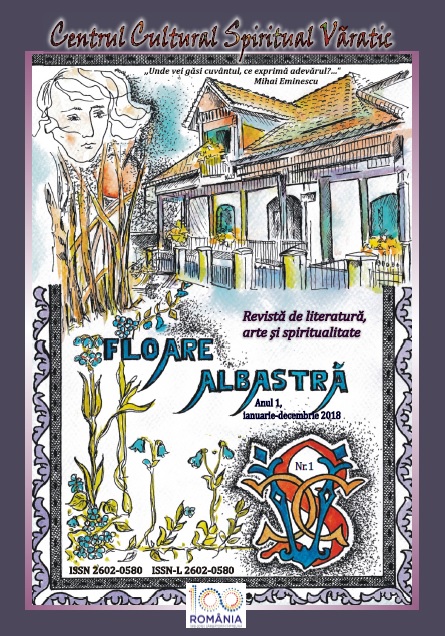 Centrul Cultural Spiritual Văratic
„Unde vei găsi cuvântul, ce exprimă adevărul?..."
Mihai Eminescu
Revistă de literatură,
arte și spiritualitate
FLOARE
ALBASTRĂ
Anul 1,
ianuarie-decembrie 2018
Nr. 1
ISSN 2602-0580 ISSN-L 2602-0580
100
ROMÂNIA